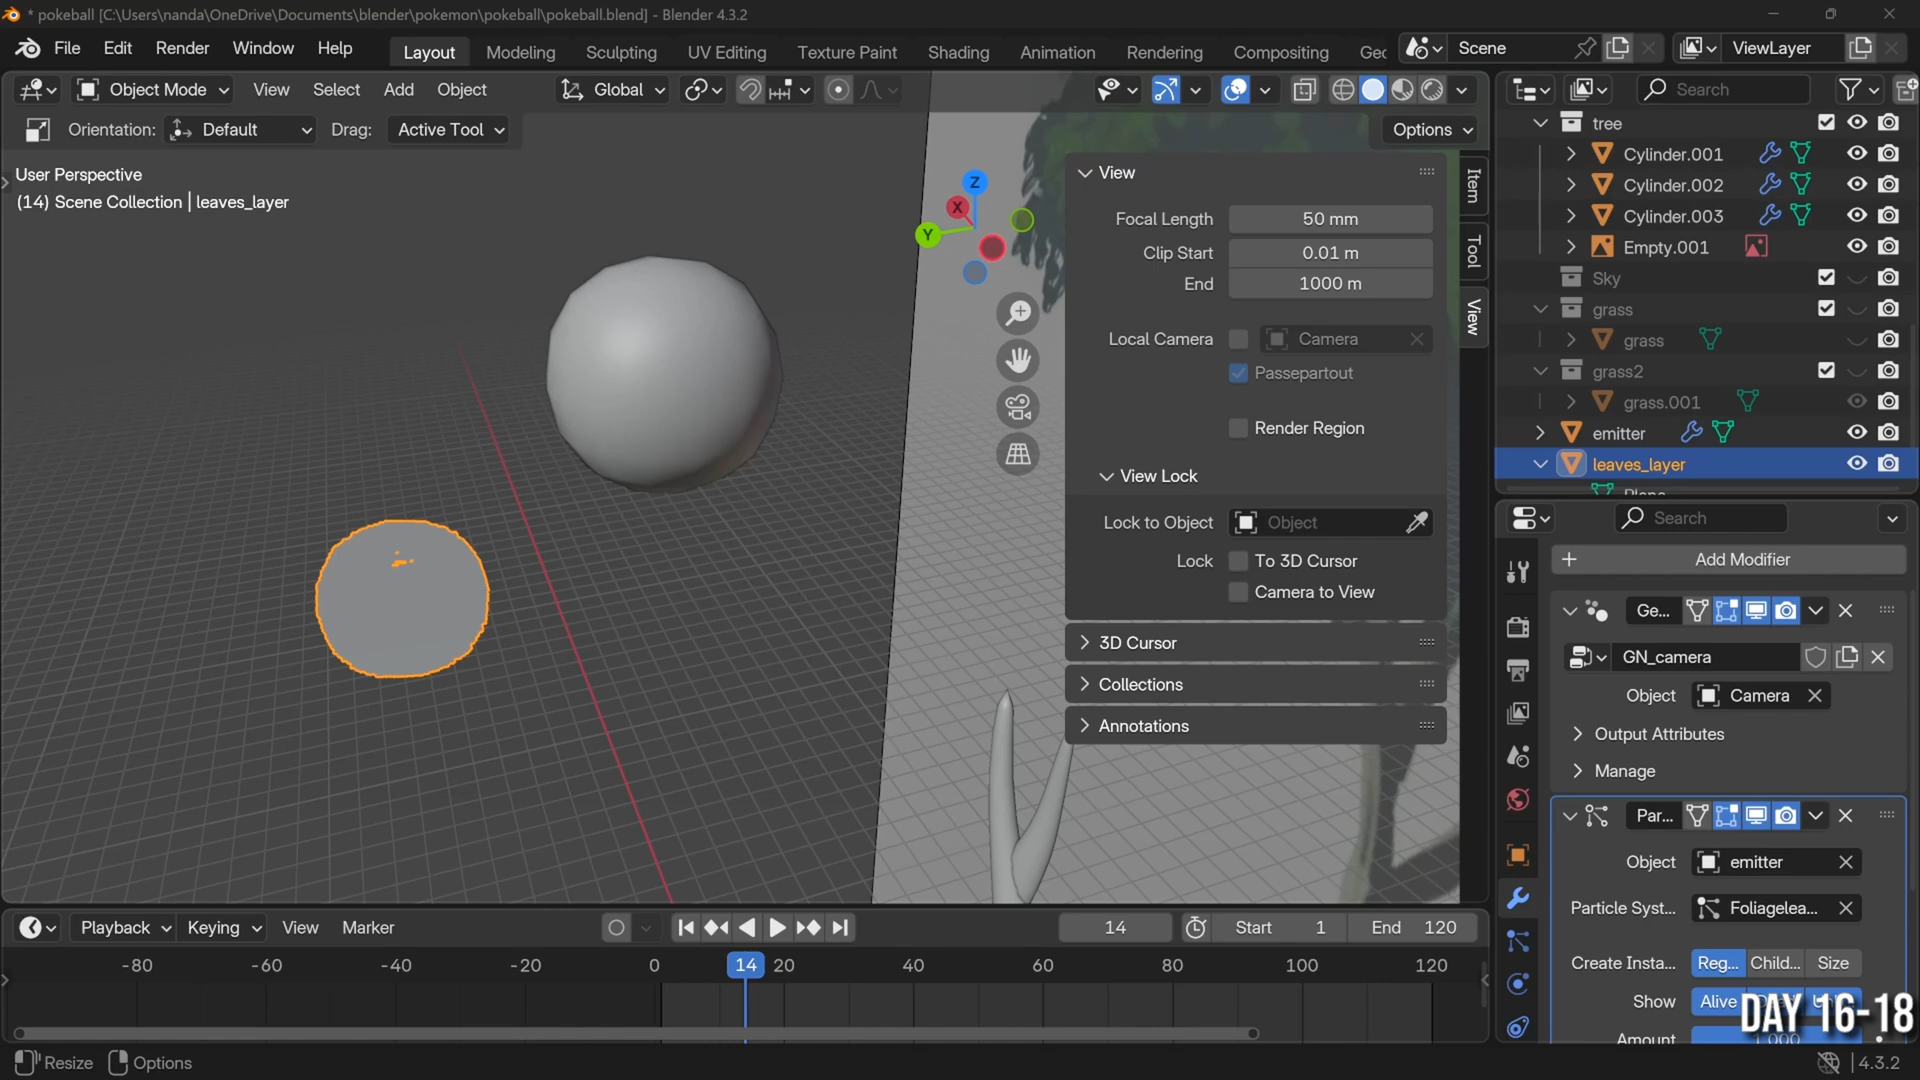 * pokeball [C:\Users\nanda\OneDrive\Documents\blender\pokemon\pokeball\pokeball.blend] - Blender 4.3.2
File Edit Render Window Help Layout Modeling Sculpting UV Editing Texture Paint Shading Animation Rendering Compositing Geo Scene ViewLayer
Object Mode View Select Add Object Global Search
Orientation: Default Drag: Active Tool Options
User Perspective
(14) Scene Collection | leaves_layer
Z
X
Y
View
Focal Length 50 mm
Clip Start 0.01 m
End 1000 m
Local Camera Camera
Passepartout
Render Region
View Lock
Lock to Object Object
Lock To 3D Cursor
Camera to View
3D Cursor
Collections
Annotations
Item
Tool
View
tree
Cylinder.001
Cylinder.002
Cylinder.003
Empty.001
Sky
grass
grass
grass2
grass.001
emitter
leaves_layer
Plane
Search
Add Modifier
Ge...
GN_camera
Object Camera
Output Attributes
Manage
Par...
Object emitter
Particle Syst... Foliagelea...
Create Insta... Reg... Child... Size
Show Alive
Amount 1.000
DAY 16-18
Playback Keying View Marker 14 Start 1 End 120
-80 -60 -40 -20 0 14 20 40 60 80 100 120
Resize Options 4.3.2